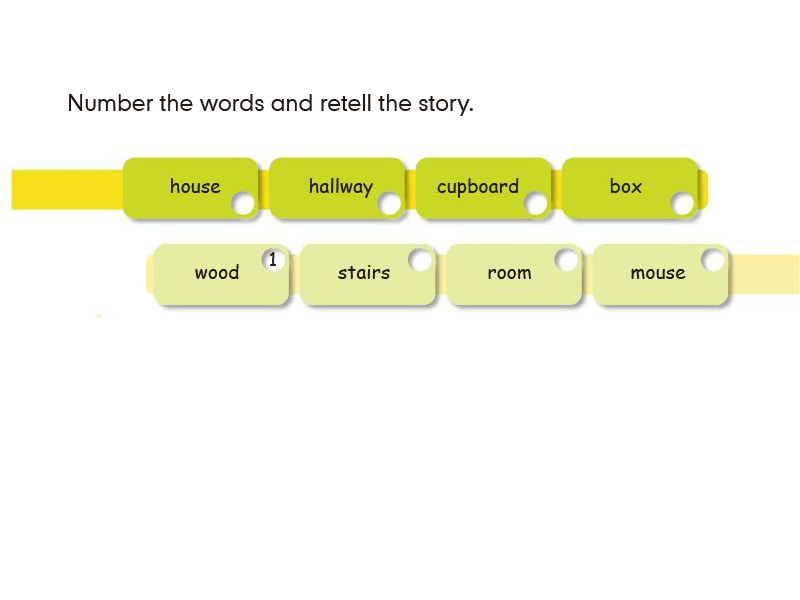 Number the words and retell the story.
house hallway cupboard box
wood 1 stairs room mouse